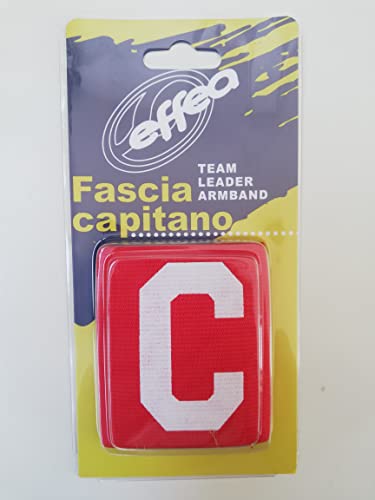 effea
TEAM
LEADER
ARMBAND
Fascia
capitano
C